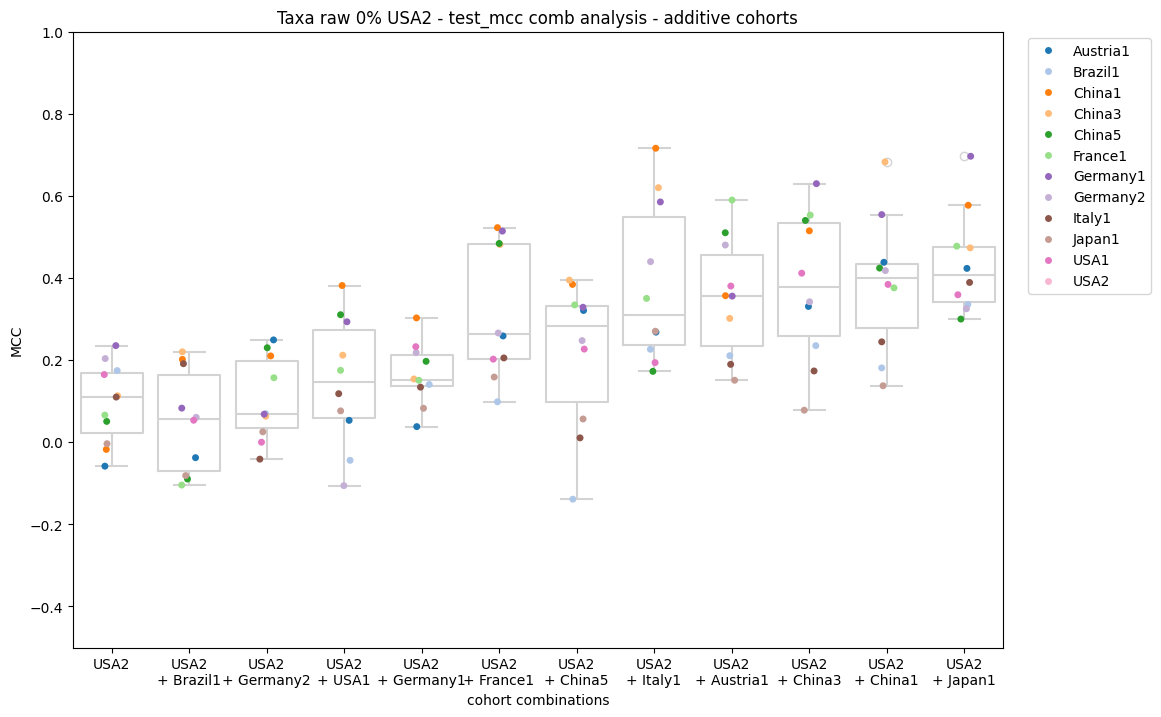 Taxa raw 0% USA2 - test_mcc comb analysis - additive cohorts
MCC
1.0
0.8
0.6
0.4
0.2
0.0
−0.2
−0.4
USA2
USA2
+ Brazil1
USA2
+ Germany2
USA2
+ USA1
USA2
+ Germany1
USA2
+ France1
USA2
+ China5
USA2
+ Italy1
USA2
+ Austria1
USA2
+ China3
USA2
+ China1
USA2
+ Japan1
cohort combinations
Austria1
Brazil1
China1
China3
China5
France1
Germany1
Germany2
Italy1
Japan1
USA1
USA2